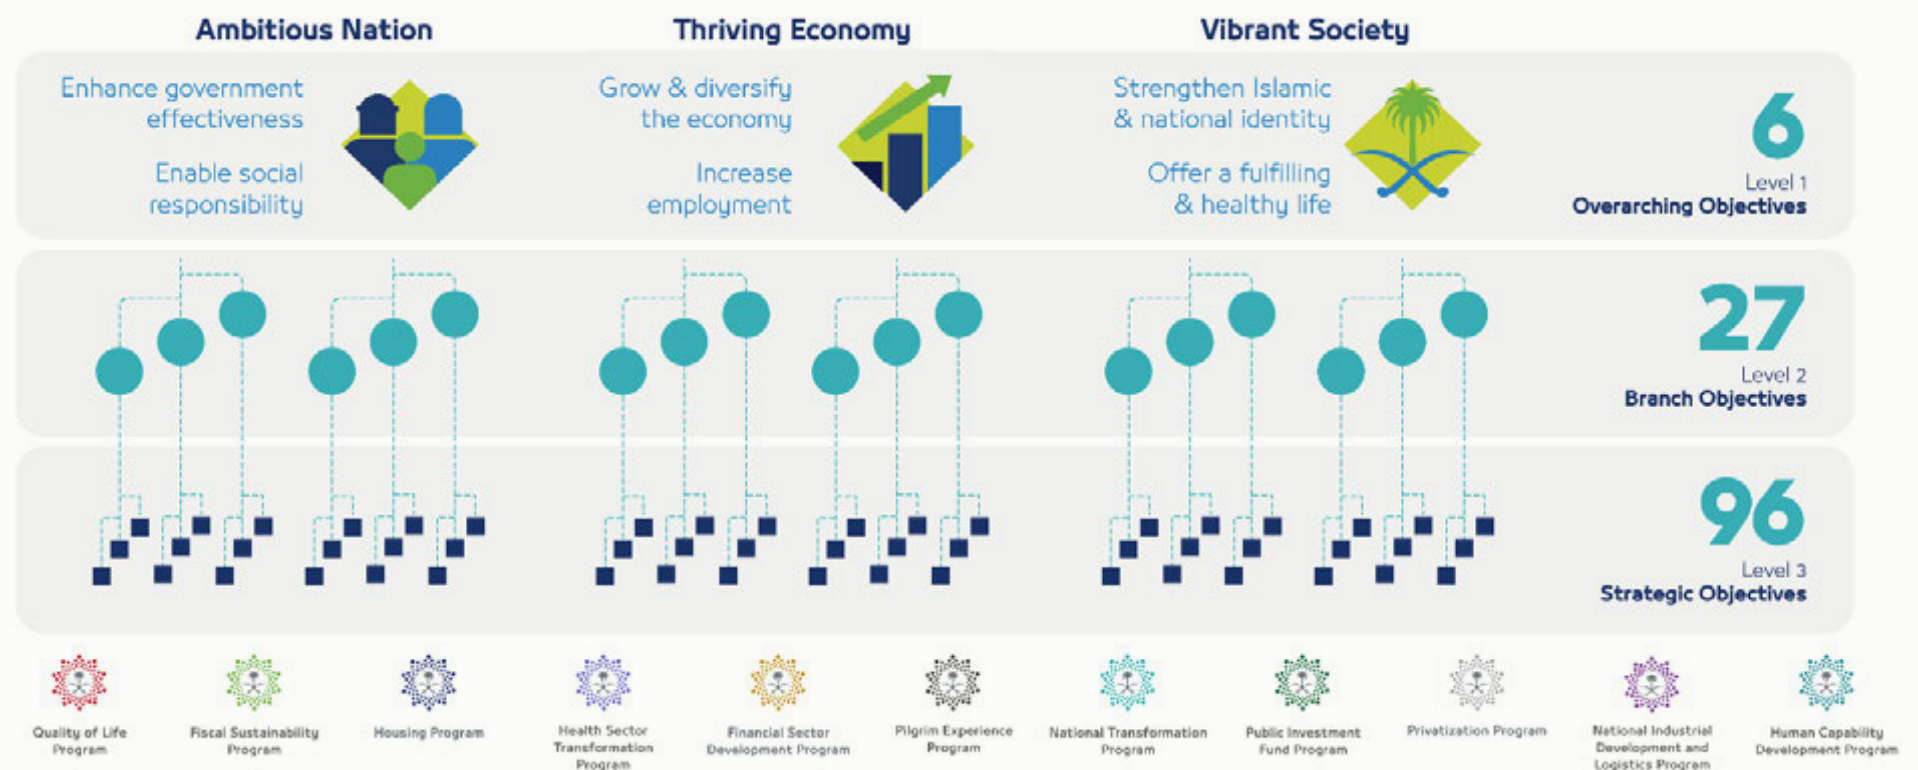 Ambitious Nation
Thriving Economy
Vibrant Society
Enhance government
effectiveness
Enable social
responsibility
Grow & diversify
the economy
Increase
employment
Strengthen Islamic
& national identity
Offer a fulfilling
& healthy life
6
Level 1
Overarching Objectives
27
Level 2
Branch Objectives
96
Level 3
Strategic Objectives
Quality of Life
Program
Fiscal Sustainability
Program
Housing Program
Health Sector
Transformation
Program
Financial Sector
Development Program
Pilgrim Experience
Program
National Transformation
Program
Public Investment
Fund Program
Privatization Program
National Industrial
Development and
Logistics Program
Human Capability
Development Program